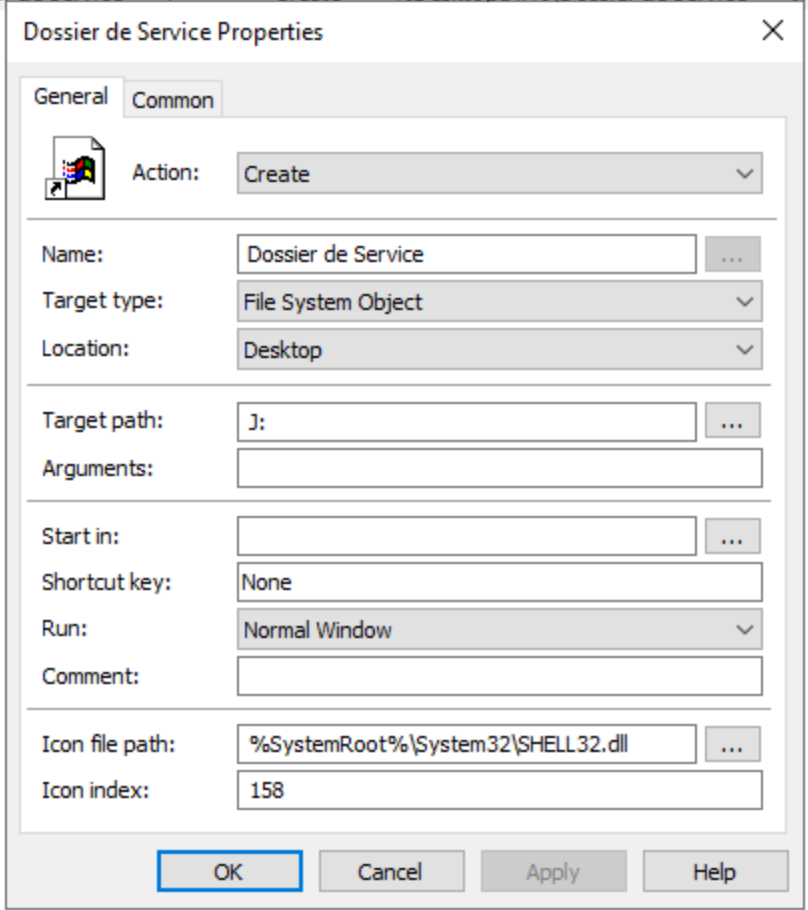 Dossier de Service Properties
General Common
Action: Create
Name: Dossier de Service ...
Target type: File System Object
Location: Desktop
Target path: J: ...
Arguments:
Start in: ...
Shortcut key: None
Run: Normal Window
Comment:
Icon file path: %SystemRoot%\System32\SHELL32.dll ...
Icon index: 158
OK Cancel Apply Help